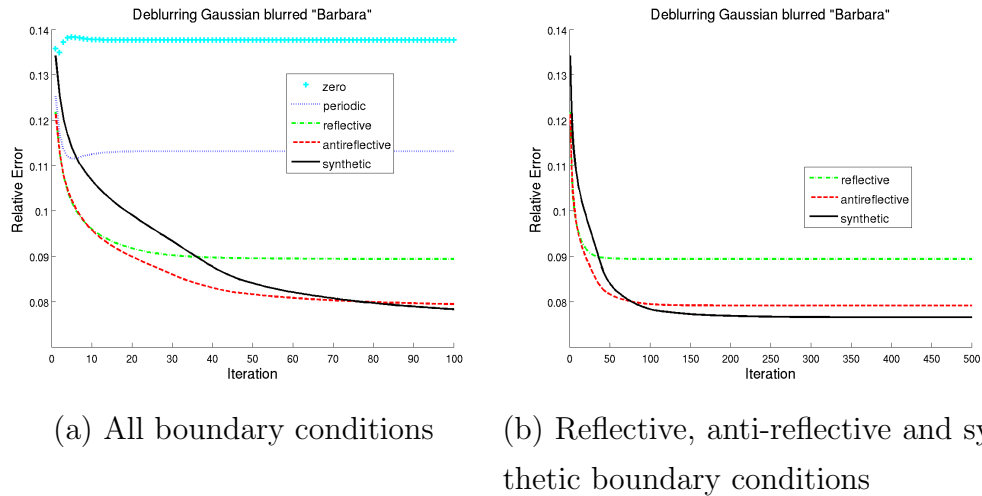 Deblurring Gaussian blurred "Barbara"
0.14
0.13
0.12
0.11
0.1
0.09
0.08
Relative Error
zero
periodic
reflective
antireflective
synthetic
0 10 20 30 40 50 60 70 80 90 100
Iteration
(a) All boundary conditions
Deblurring Gaussian blurred "Barbara"
0.14
0.13
0.12
0.11
0.1
0.09
0.08
Relative Error
reflective
antireflective
synthetic
0 50 100 150 200 250 300 350 400 450 500
Iteration
(b) Reflective, anti-reflective and sy
thetic boundary conditions